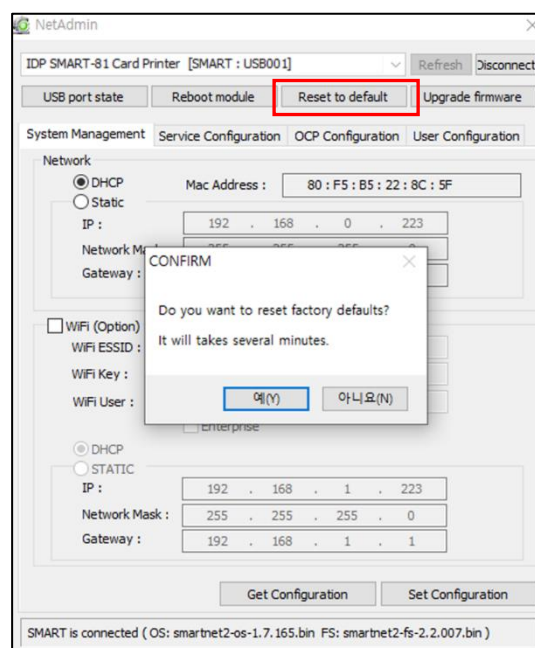 NetAdmin
IDP SMART-81 Card Printer [SMART : USB001]
Refresh
Disconnect
USB port state
Reboot module
Reset to default
Upgrade firmware
System Management
Service Configuration
OCP Configuration
User Configuration
Network
DHCP
Mac Address :
80 : F5 : B5 : 22 : 8C : 5F
Static
IP :
192 . 168 . 0 . 223
Network
Gateway :
CONFIRM
Do you want to reset factory defaults?
It will takes several minutes.
예(Y)
아니요(N)
WiFi (Option)
WiFi ESSID :
WiFi Key :
WiFi User :
Enterprise
DHCP
STATIC
IP :
192 . 168 . 1 . 223
Network Mask :
255 . 255 . 255 . 0
Gateway :
192 . 168 . 1 . 1
Get Configuration
Set Configuration
SMART is connected ( OS: smartnet2-os-1.7.165.bin FS: smartnet2-fs-2.2.007.bin )